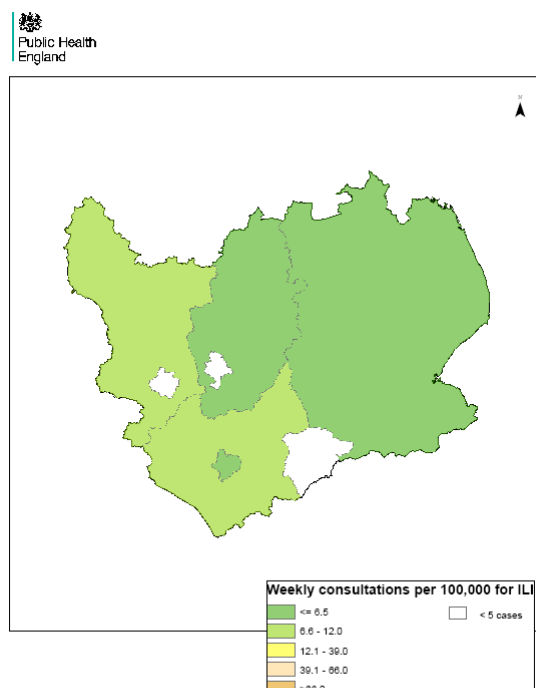 Public Health
England
N
Weekly consultations per 100,000 for ILI
<= 6.5
< 5 cases
6.6 - 12.0
12.1 - 39.0
39.1 - 66.0